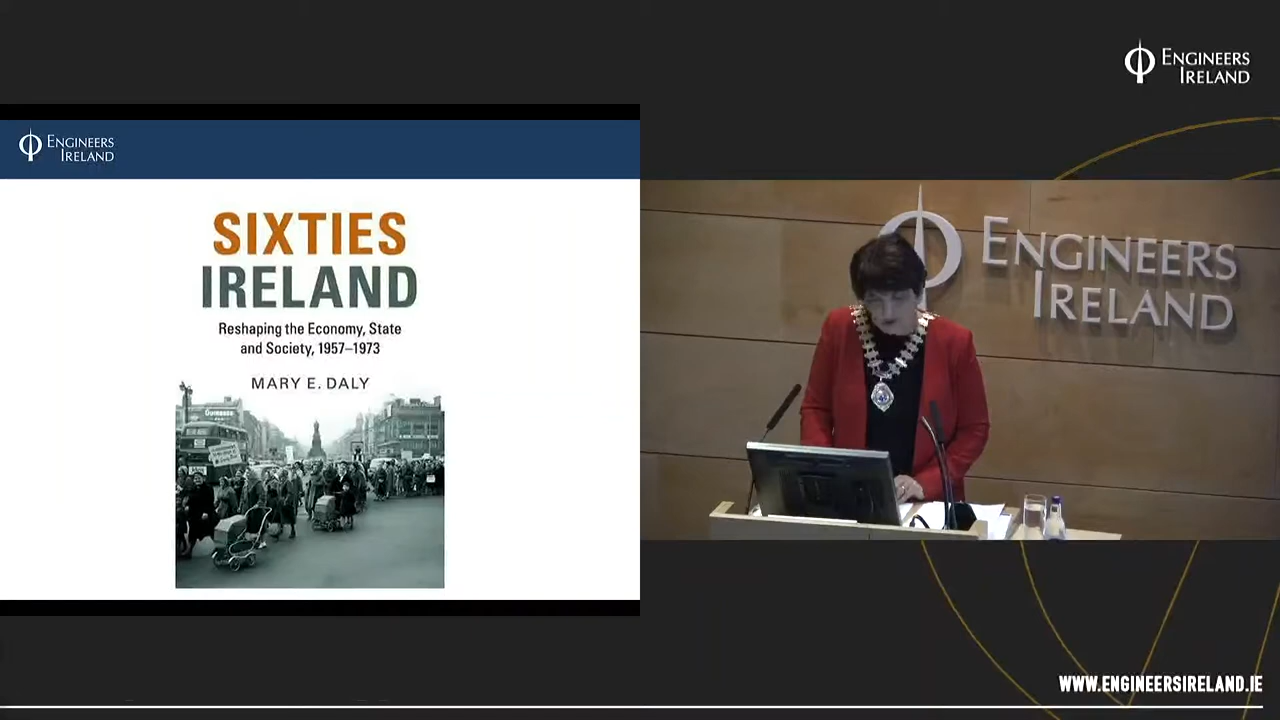 ENGINEERS
IRELAND
ENGINEERS
IRELAND
SIXTIES
IRELAND
Reshaping the Economy, State
and Society, 1957–1973
MARY E. DALY
Guinness
ENGINEERS
IRELAND
WWW.ENGINEERSIRELAND.IE